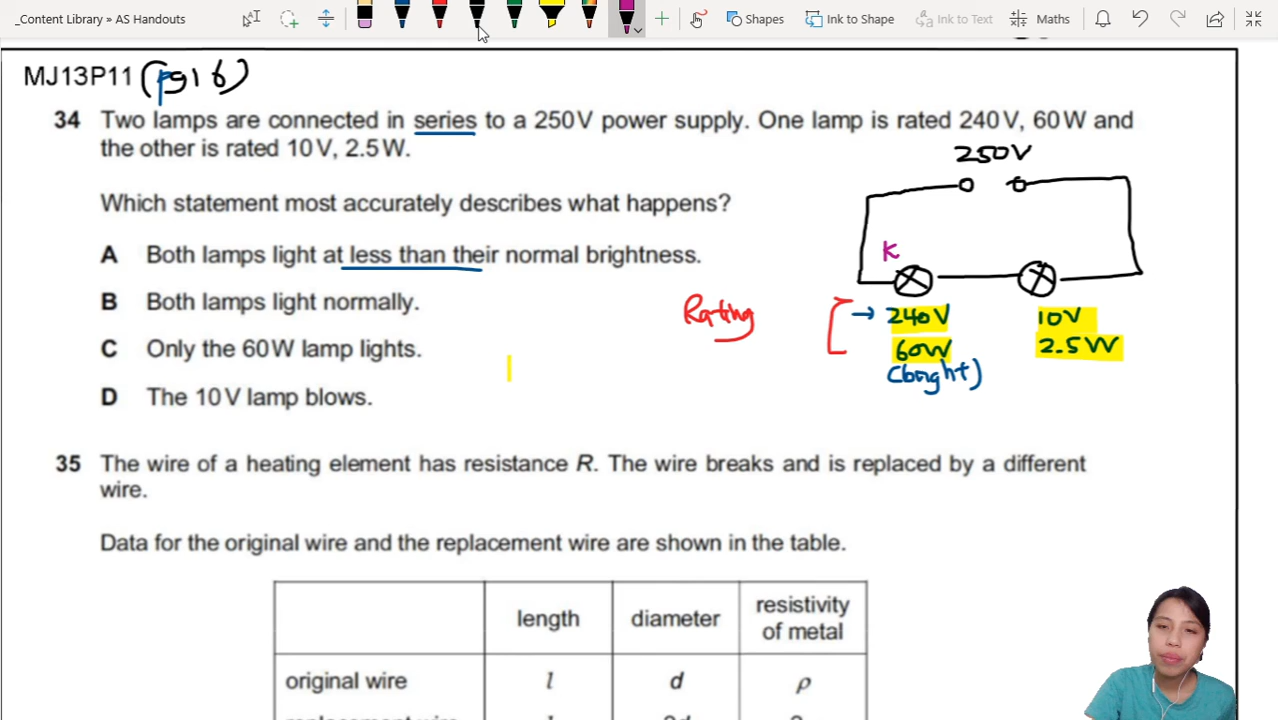 _Content Library » AS Handouts
Shapes
Ink to Shape
Ink to Text
Maths
MJ13P11 (pg16)
34 Two lamps are connected in series to a 250V power supply. One lamp is rated 240V, 60W and
the other is rated 10V, 2.5W.
250V
Which statement most accurately describes what happens?
A Both lamps light at less than their normal brightness.
K
B Both lamps light normally.
Rating
→ 240V
10V
60W
2.5W
C Only the 60W lamp lights.
(bright)
D The 10V lamp blows.
35 The wire of a heating element has resistance R. The wire breaks and is replaced by a different
wire.
Data for the original wire and the replacement wire are shown in the table.
length
diameter
resistivity
of metal
original wire
l
d
ρ